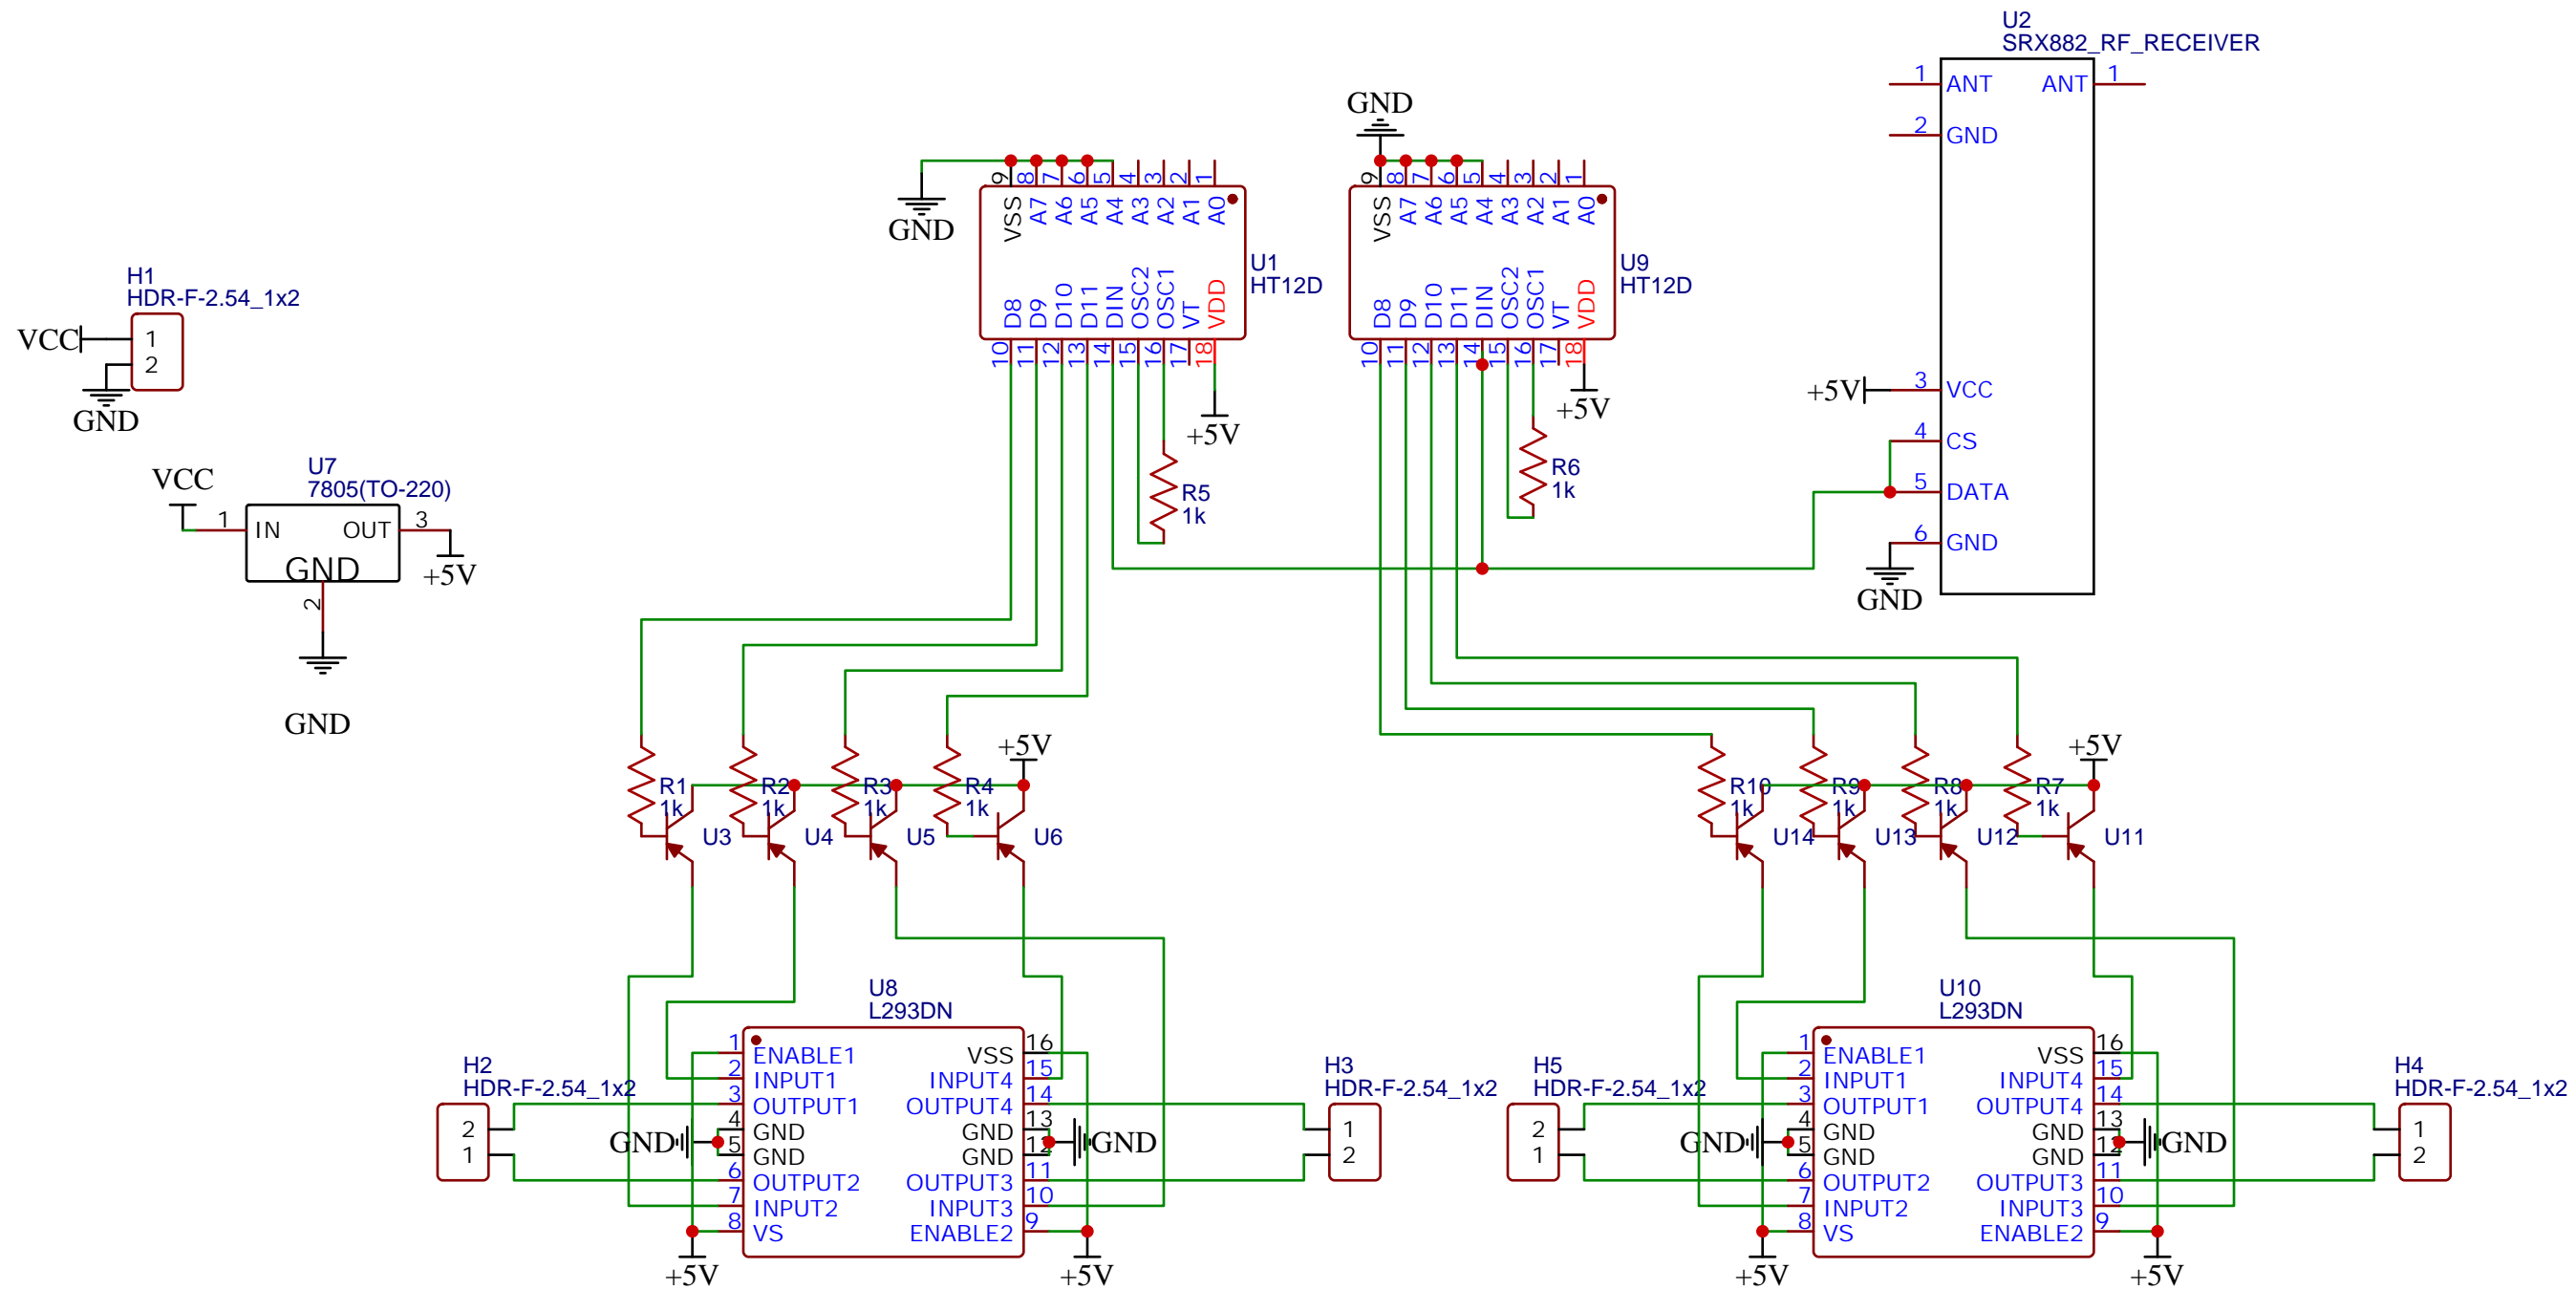 U2
SRX882_RF_RECEIVER
1
ANT
ANT
1
2
GND
+5V
3
VCC
4
CS
5
DATA
6
GND
GND
GND
9
8
7
6
5
4
3
2
1
VSS
A7
A6
A5
A4
A3
A2
A1
A0
GND
U1
HT12D
D8
D9
D10
D11
DIN
OSC2
OSC1
VT
VDD
10
11
12
13
14
15
16
17
18
+5V
R5
1k
9
8
7
6
5
4
3
2
1
VSS
A7
A6
A5
A4
A3
A2
A1
A0
U9
HT12D
D8
D9
D10
D11
DIN
OSC2
OSC1
VT
VDD
10
11
12
13
14
15
16
17
18
+5V
R6
1k
H1
HDR-F-2.54_1x2
VCC
1
2
GND
U7
7805(TO-220)
VCC
1
IN
OUT
3
GND
+5V
2
GND
+5V
R1
1k
R2
1k
R3
1k
R4
1k
U3
U4
U5
U6
+5V
R10
1k
R9
1k
R8
1k
R7
1k
U14
U13
U12
U11
U8
L293DN
H2
HDR-F-2.54_1x2
2
1
1
ENABLE1
2
INPUT1
3
OUTPUT1
4
GND
5
GND
6
OUTPUT2
7
INPUT2
8
VS
GND
+5V
VSS
16
INPUT4
15
OUTPUT4
14
GND
13
GND
12
OUTPUT3
11
INPUT3
10
ENABLE2
9
GND
+5V
H3
HDR-F-2.54_1x2
1
2
U10
L293DN
H5
HDR-F-2.54_1x2
2
1
1
ENABLE1
2
INPUT1
3
OUTPUT1
4
GND
5
GND
6
OUTPUT2
7
INPUT2
8
VS
GND
+5V
VSS
16
INPUT4
15
OUTPUT4
14
GND
13
GND
12
OUTPUT3
11
INPUT3
10
ENABLE2
9
GND
+5V
H4
HDR-F-2.54_1x2
1
2